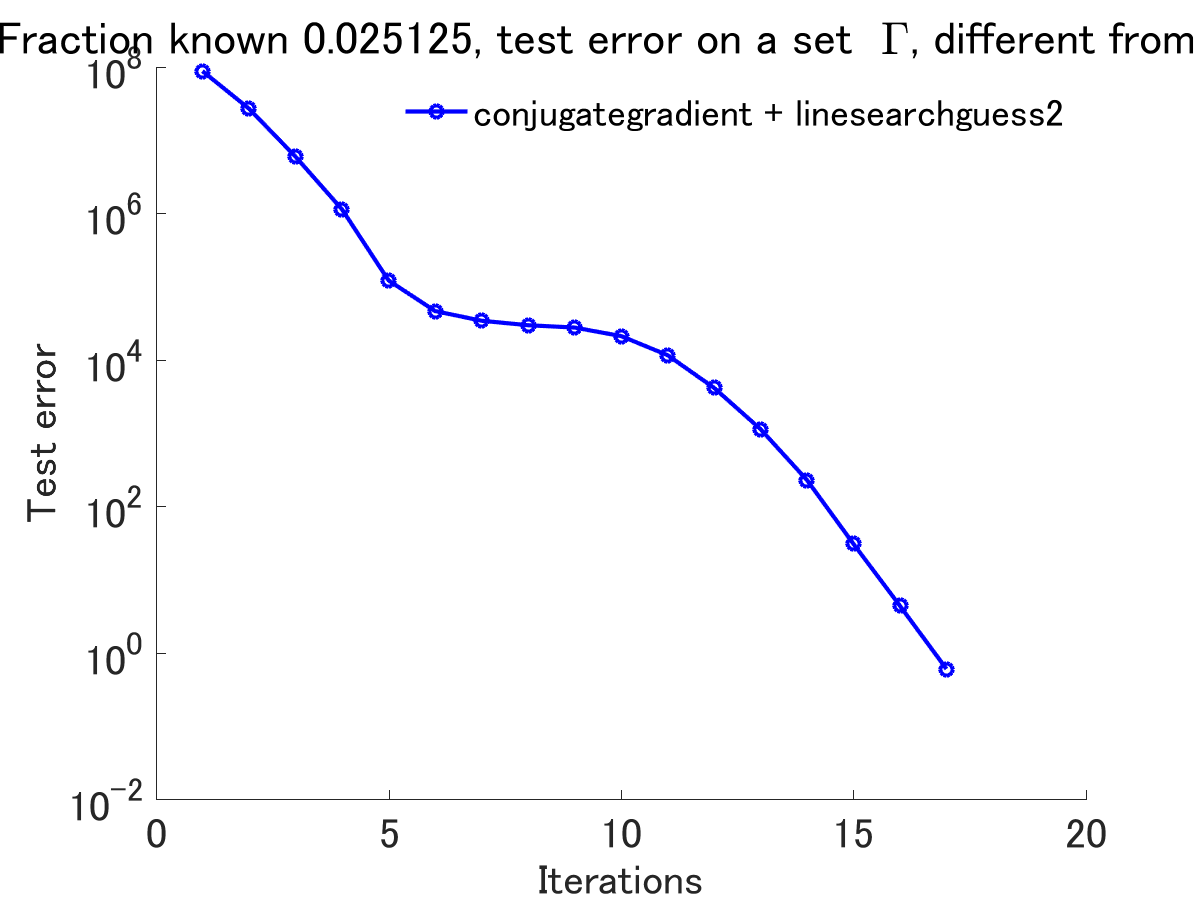 Fraction known 0.025125, test error on a set Γ, different from
10^8
conjugategradient + linesearchguess2
10^6
10^4
10^2
10^0
10^-2
Test error
0 5 10 15 20
Iterations